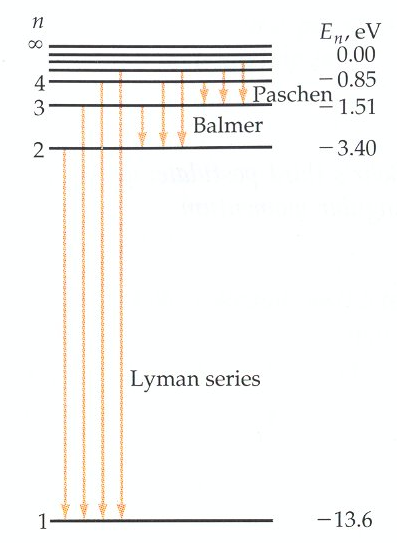 n
Eₙ, eV
∞
0.00
4
−0.85
Paschen
3
−1.51
Balmer
2
−3.40
Lyman series
1
−13.6